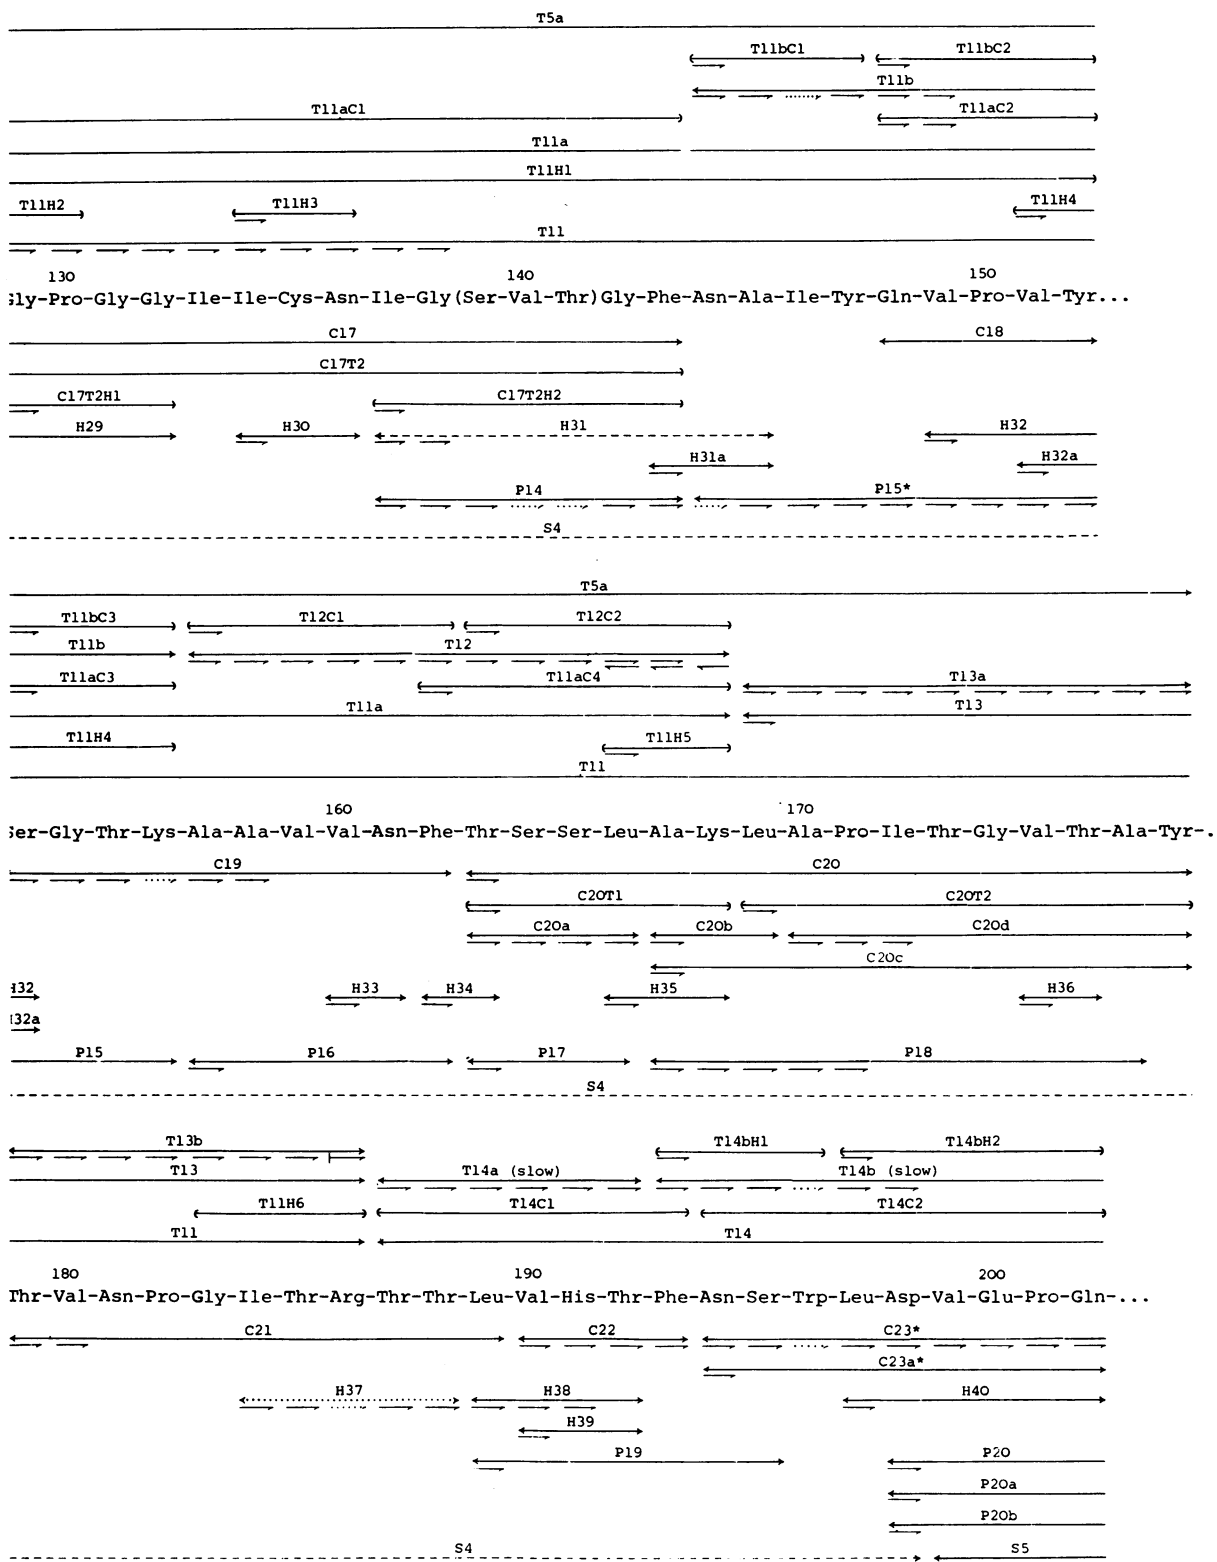 T5a
T11bC1 T11bC2
T11b
T11aC1 T11aC2
T11a
T11H1
T11H2 T11H3 T11H4
T11
130 140 150
Gly-Pro-Gly-Gly-Ile-Ile-Cys-Asn-Ile-Gly(Ser-Val-Thr)Gly-Phe-Asn-Ala-Ile-Tyr-Gln-Val-Pro-Val-Tyr...
C17 C18
C17T2
C17T2H1 C17T2H2
H29 H30 H31 H32
H31a H32a
P14 P15*
S4
T5a
T11bC3 T12C1 T12C2
T11b T12
T11aC3 T11aC4 T13a
T11a T13
T11H4 T11H5
T11
160 170
Ser-Gly-Thr-Lys-Ala-Ala-Val-Val-Asn-Phe-Thr-Ser-Ser-Leu-Ala-Lys-Leu-Ala-Pro-Ile-Thr-Gly-Val-Thr-Ala-Tyr-.
C19 C20
C20T1 C20T2
C20a C20b C20d
C20c
H32 H33 H34 H35 H36
H32a
P15 P16 P17 P18
S4
T13b T14bH1 T14bH2
T13 T14a (slow) T14b (slow)
T11H6 T14C1 T14C2
T11 T14
180 190 200
Thr-Val-Asn-Pro-Gly-Ile-Thr-Arg-Thr-Thr-Leu-Val-His-Thr-Phe-Asn-Ser-Trp-Leu-Asp-Val-Glu-Pro-Gln-...
C21 C22 C23*
C23a*
H37 H38 H40
H39
P19 P20
P20a
P20b
S4 S5